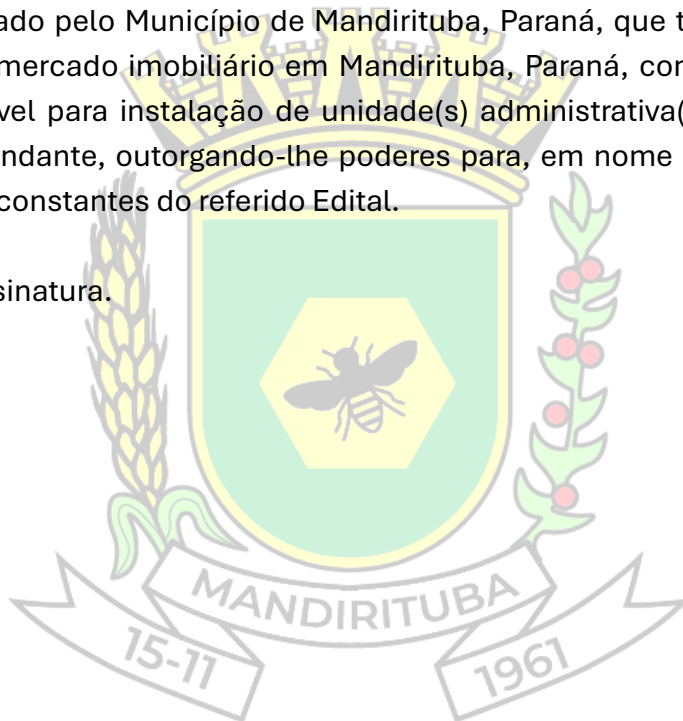 ado pelo Município de Mandirituba, Paraná, que t
mercado imobiliário em Mandirituba, Paraná, con
vel para instalação de unidade(s) administrativa(
ndante, outorgando-lhe poderes para, em nome
constantes do referido Edital.
sinatura.
MANDIRITUBA
15-11
1961